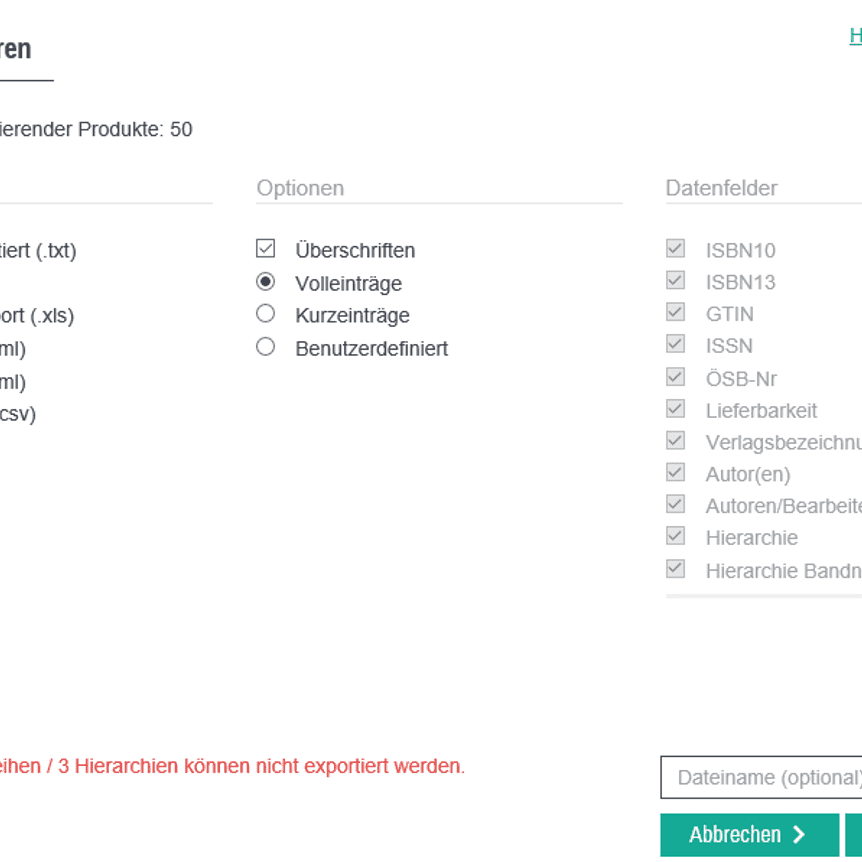 ren
H
ierender Produkte: 50
Optionen
Datenfelder
tiert (.txt)
ort (.xls)
ml)
ml)
csv)
Überschriften
Volleinträge
Kurzeinträge
Benutzerdefiniert
ISBN10
ISBN13
GTIN
ISSN
ÖSB-Nr
Lieferbarkeit
Verlagsbezeichnu
Autor(en)
Autoren/Bearbeite
Hierarchie
Hierarchie Bandn
eihen / 3 Hierarchien können nicht exportiert werden.
Dateiname (optional)
Abbrechen